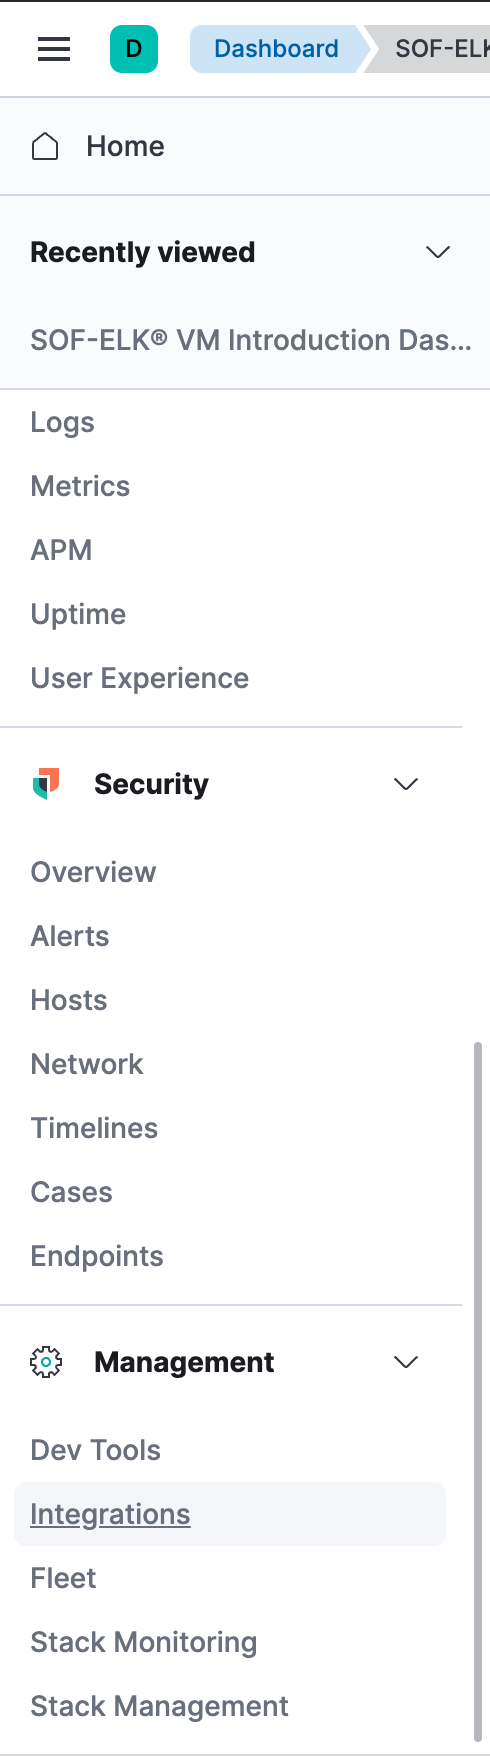 D Dashboard SOF-ELK
Home
Recently viewed
SOF-ELK® VM Introduction Das...
Logs
Metrics
APM
Uptime
User Experience
Security
Overview
Alerts
Hosts
Network
Timelines
Cases
Endpoints
Management
Dev Tools
Integrations
Fleet
Stack Monitoring
Stack Management